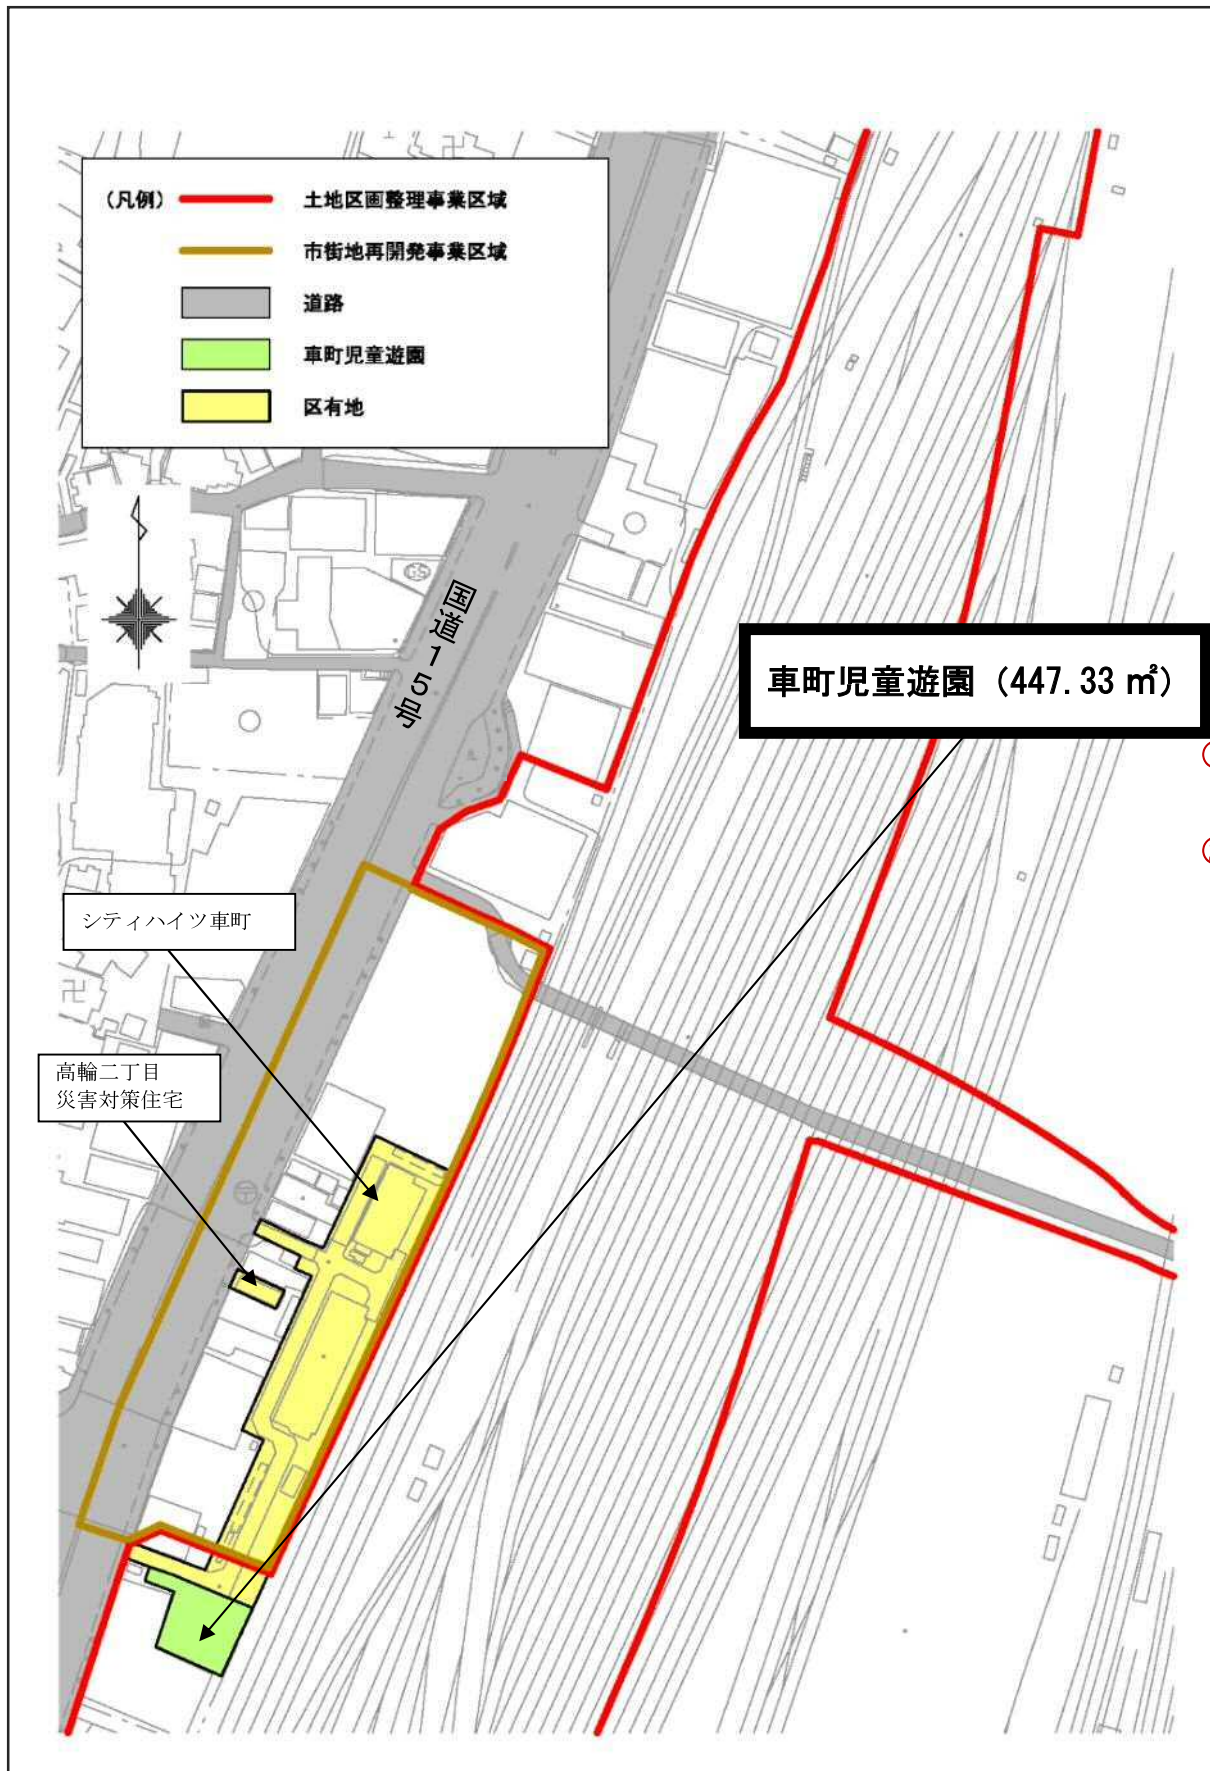 (凡例)
土地区画整理事業区域
市街地再開発事業区域
道路
車町児童遊園
区有地
GS
国道15号
車町児童遊園（447.33 ㎡）
シティハイツ車町
高輪二丁目
災害対策住宅